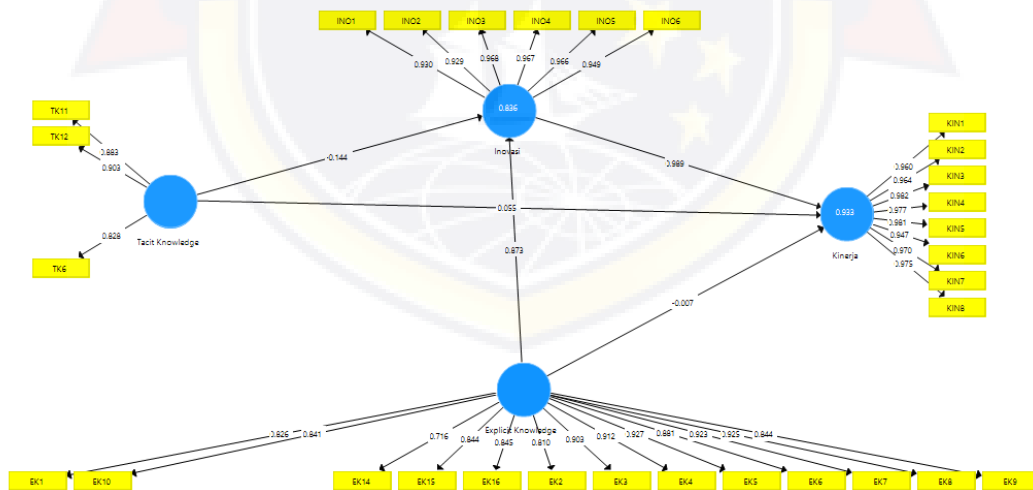 INO1 INO2 INO3 INO4 INO5 INO6
0.930 0.929 0.968 0.967 0.966 0.949
0.836
Inovasi
TK11
TK12
0.883
0.903
0.828
TK6
Tacit Knowledge
-0.144
0.055
0.873
0.989
-0.007
0.933
Kinerja
KIN1
KIN2
KIN3
KIN4
KIN5
KIN6
KIN7
KIN8
0.960
0.964
0.982
0.977
0.981
0.947
0.970
0.975
Explicit Knowledge
0.826 0.841 0.716 0.844 0.845 0.810 0.903 0.912 0.927 0.881 0.923 0.925 0.844
EK1 EK10 EK14 EK15 EK16 EK2 EK3 EK4 EK5 EK6 EK7 EK8 EK9